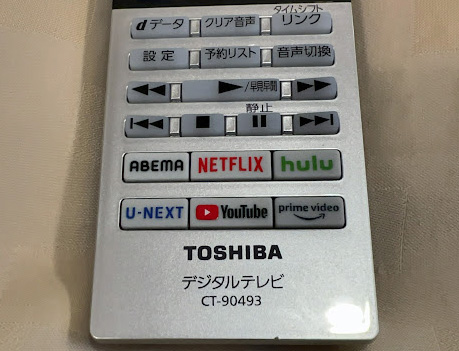 タイムシフト
dデータ クリア音声 リンク
設定 予約リスト 音声切換
/早見早聞
静止
ABEMA NETFLIX hulu
U-NEXT YouTube prime video
TOSHIBA
デジタルテレビ
CT-90493